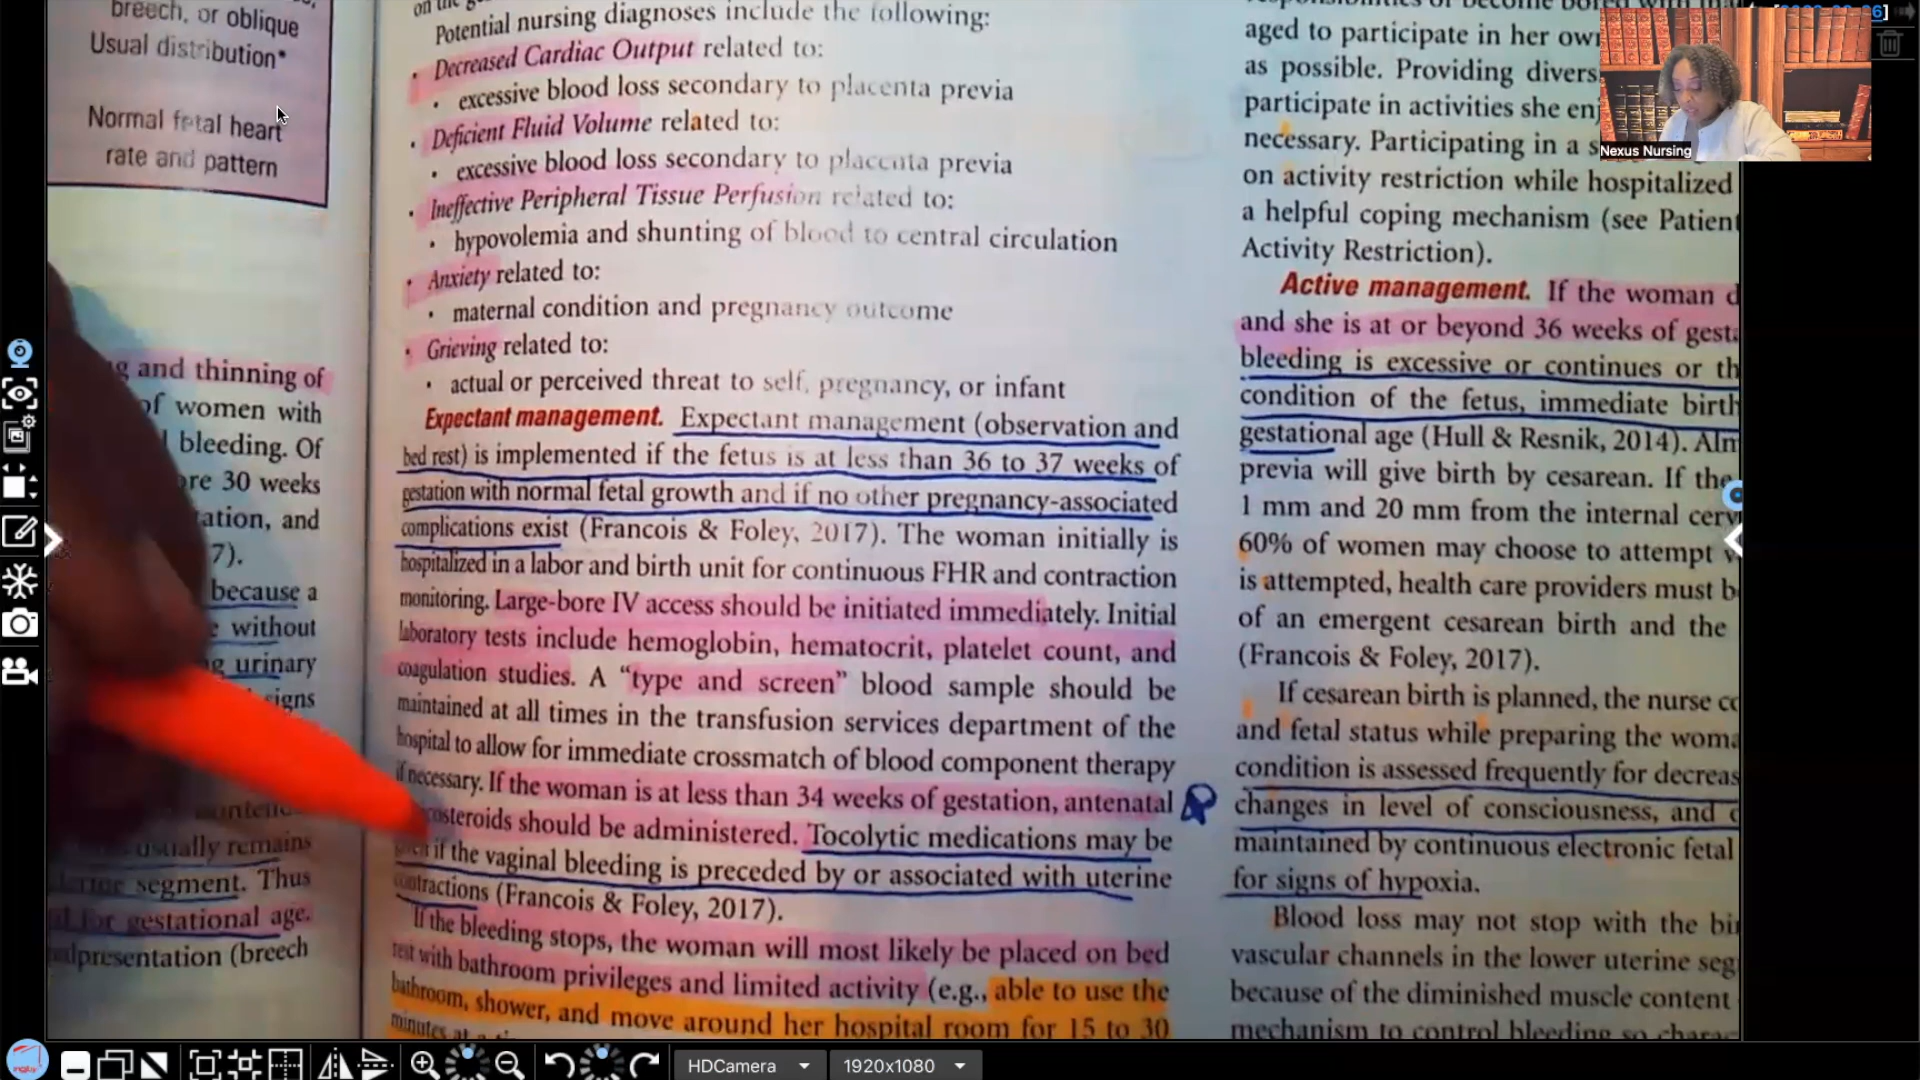 breech, or oblique
Usual distribution*
Normal fetal heart
rate and pattern
g and thinning of
of women with
bleeding. Of
ore 30 weeks
ation, and
7).
because a
e without
g urinary
signs
usually remains
segment. Thus
for gestational age.
alpresentation (breech
on the
Potential nursing diagnoses include the following:
• Decreased Cardiac Output related to:
• excessive blood loss secondary to placenta previa
• Deficient Fluid Volume related to:
• excessive blood loss secondary to placenta previa
• Ineffective Peripheral Tissue Perfusion related to:
• hypovolemia and shunting of blood to central circulation
• Anxiety related to:
• maternal condition and pregnancy outcome
• Grieving related to:
• actual or perceived threat to self, pregnancy, or infant
Expectant management. Expectant management (observation and
bed rest) is implemented if the fetus is at less than 36 to 37 weeks of
gestation with normal fetal growth and if no other pregnancy-associated
complications exist (Francois & Foley, 2017). The woman initially is
hospitalized in a labor and birth unit for continuous FHR and contraction
monitoring. Large-bore IV access should be initiated immediately. Initial
laboratory tests include hemoglobin, hematocrit, platelet count, and
coagulation studies. A “type and screen” blood sample should be
maintained at all times in the transfusion services department of the
hospital to allow for immediate crossmatch of blood component therapy
if necessary. If the woman is at less than 34 weeks of gestation, antenatal
costeroids should be administered. Tocolytic medications may be
if the vaginal bleeding is preceded by or associated with uterine
contractions (Francois & Foley, 2017).
If the bleeding stops, the woman will most likely be placed on bed
rest with bathroom privileges and limited activity (e.g., able to use the
bathroom, shower, and move around her hospital room for 15 to 30
minutes at a
aged to participate in her ow
as possible. Providing divers
participate in activities she en
necessary. Participating in a s
on activity restriction while hospitalized
a helpful coping mechanism (see Patient
Activity Restriction).
Active management. If the woman d
and she is at or beyond 36 weeks of gest
bleeding is excessive or continues or th
condition of the fetus, immediate birth
gestational age (Hull & Resnik, 2014). Alm
previa will give birth by cesarean. If the
1 mm and 20 mm from the internal cerv
60% of women may choose to attempt v
is attempted, health care providers must b
of an emergent cesarean birth and the
(Francois & Foley, 2017).
If cesarean birth is planned, the nurse co
and fetal status while preparing the woma
condition is assessed frequently for decreas
changes in level of consciousness, and
maintained by continuous electronic fetal
for signs of hypoxia.
Blood loss may not stop with the bi
vascular channels in the lower uterine seg
because of the diminished muscle content
mechanism to control bleeding so charac
Nexus Nursing
HDCamera
1920x1080